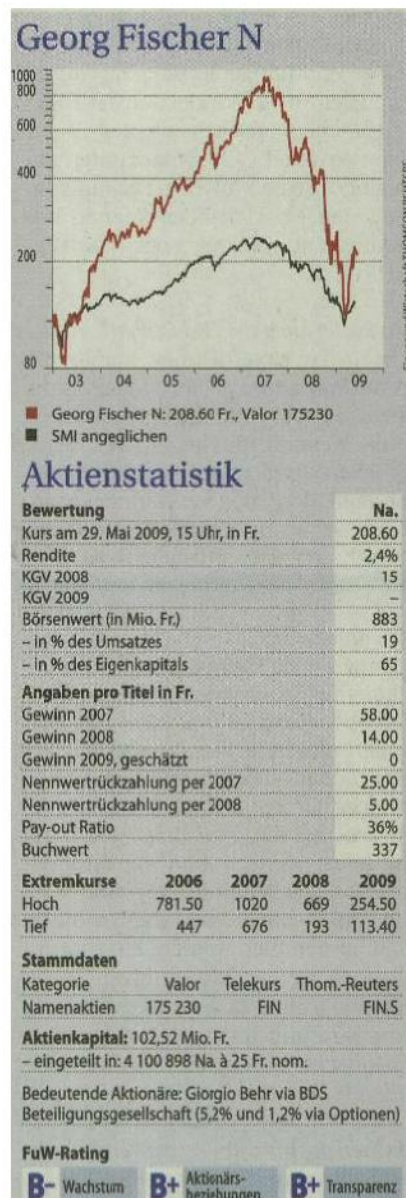 Georg Fischer N
1000
800
600
400
200
80
03 04 05 06 07 08 09
Georg Fischer N: 208.60 Fr., Valor 175230
SMI angeglichen
Aktienstatistik
Bewertung Na.
Kurs am 29. Mai 2009, 15 Uhr, in Fr. 208.60
Rendite 2,4%
KGV 2008 15
KGV 2009 –
Börsenwert (in Mio. Fr.) 883
– in % des Umsatzes 19
– in % des Eigenkapitals 65
Angaben pro Titel in Fr.
Gewinn 2007 58.00
Gewinn 2008 14.00
Gewinn 2009, geschätzt 0
Nennwertrückzahlung per 2007 25.00
Nennwertrückzahlung per 2008 5.00
Pay-out Ratio 36%
Buchwert 337
Extremkurse 2006 2007 2008 2009
Hoch 781.50 1020 669 254.50
Tief 447 676 193 113.40
Stammdaten
Kategorie Valor Telekurs Thom.-Reuters
Namenaktien 175 230 FIN FIN.S
Aktienkapital: 102,52 Mio. Fr.
– eingeteilt in: 4 100 898 Na. à 25 Fr. nom.
Bedeutende Aktionäre: Giorgio Behr via BDS
Beteiligungsgesellschaft (5,2% und 1,2% via Optionen)
FuW-Rating
B– Wachstum B+ Aktionärs-
beziehungen B+ Transparenz